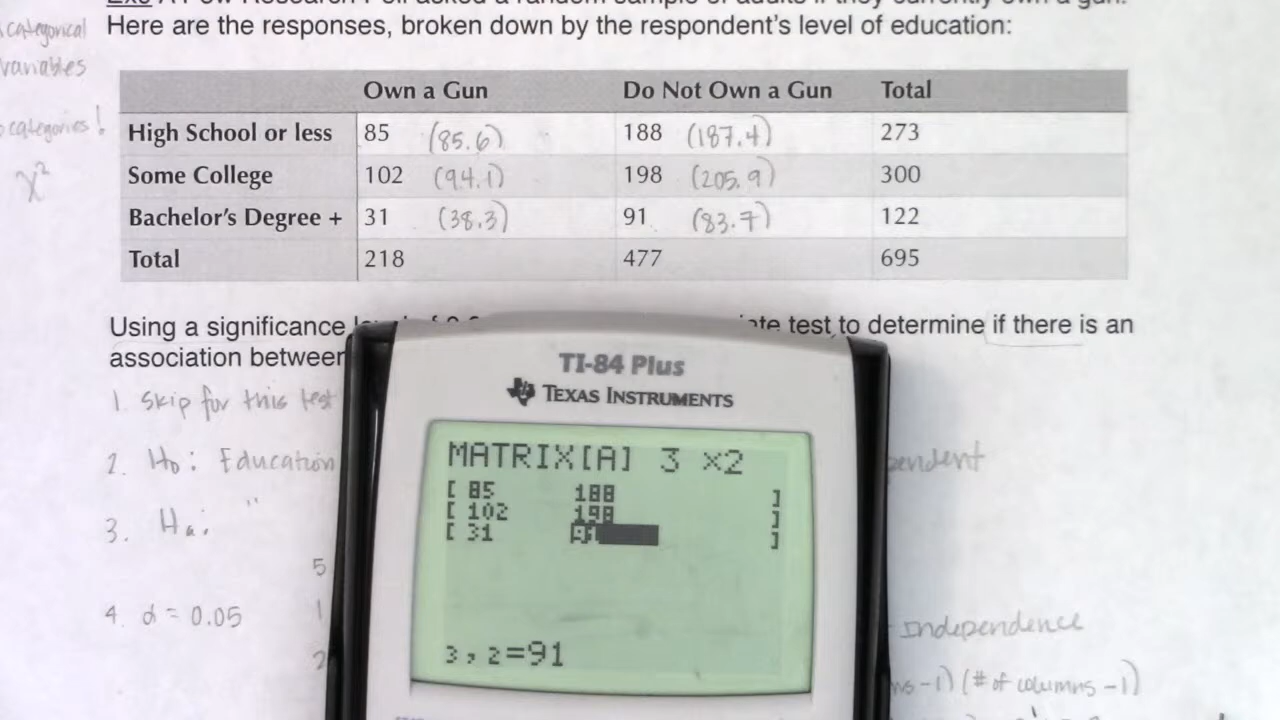 Here are the responses, broken down by the respondent's level of education:
categorical
variables
categories!
χ²
Own a Gun Do Not Own a Gun Total
High School or less 85 (85.6) 188 (187.4) 273
Some College 102 (94.1) 198 (205.9) 300
Bachelor's Degree + 31 (38.3) 91 (83.7) 122
Total 218 477 695
Using a significance test to determine if there is an
association between
1. Skip for this test
2. H₀: Education
3. Hₐ: "
4. α = 0.05
5
1
2
Independence
(# of columns -1)
TI-84 Plus
TEXAS INSTRUMENTS
MATRIX[A] 3 ×2
[ 85 188 ]
[ 102 198 ]
[ 31 91 ]
3,2=91